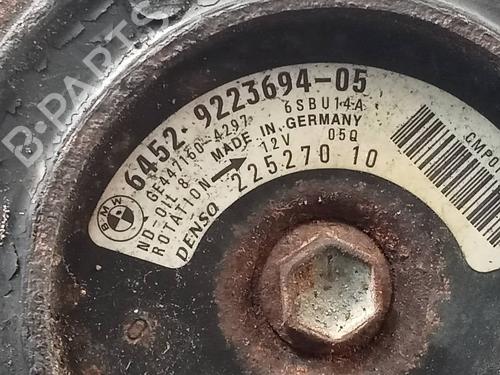 6452-9223694-05
GE447160-4297 6SBU14A
NO.OIL 8 MADE IN GERMANY
ROTATION 12V 05Q
DENSO 225270 10
BMW
B-PARTS